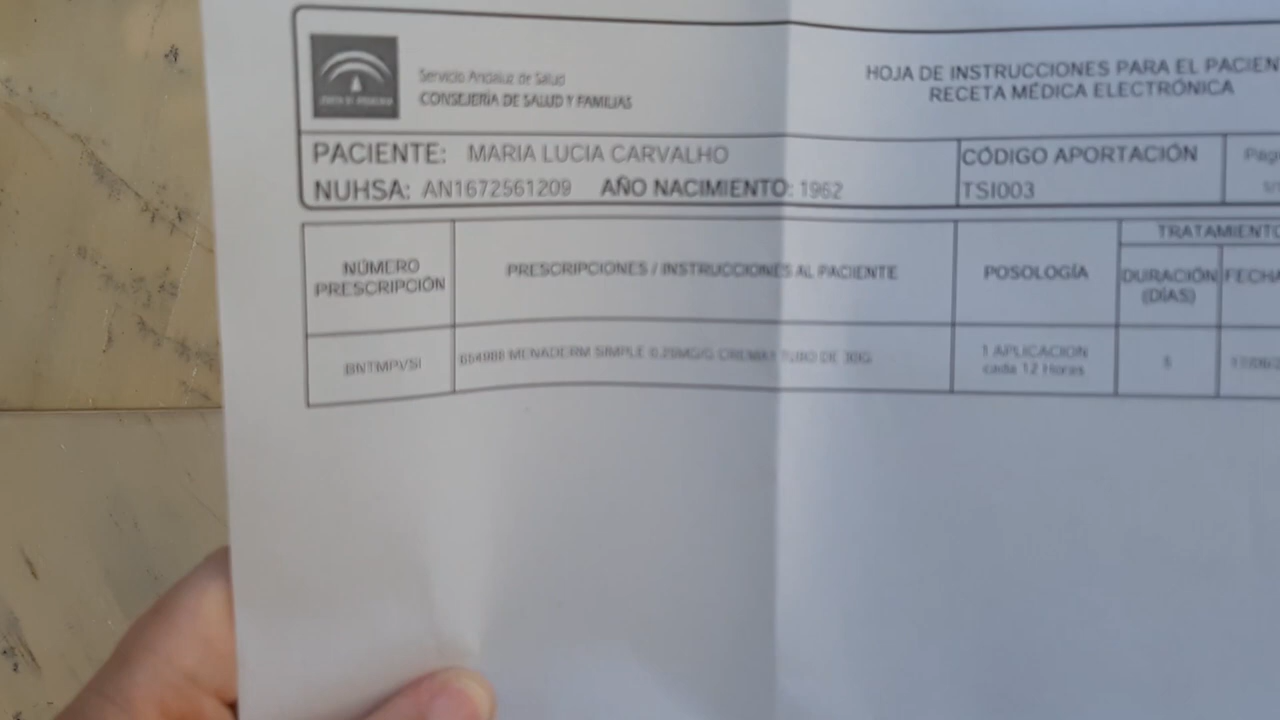 Servicio Andaluz de Salud
CONSEJERÍA DE SALUD Y FAMILIAS
HOJA DE INSTRUCCIONES PARA EL PACIEN
RECETA MÉDICA ELECTRÓNICA
PACIENTE: MARIA LUCIA CARVALHO
NUHSA: AN1672561209 AÑO NACIMIENTO: 1962
CÓDIGO APORTACIÓN
TSI003
Pág
NÚMERO
PRESCRIPCIÓN
PRESCRIPCIONES / INSTRUCCIONES AL PACIENTE
POSOLOGÍA
TRATAMIENTO
DURACIÓN
(DÍAS)
FECHA
MENADERM SIMPLE TUBO DE 30G
1 APLICACION
cada 12 Horas